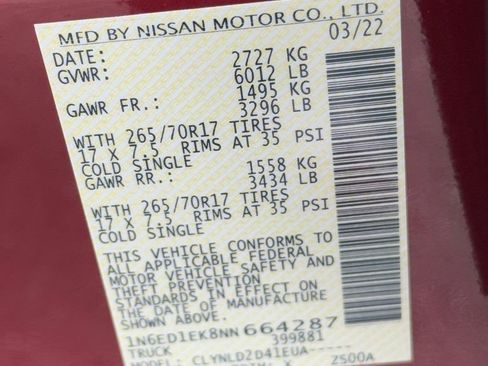 MFD BY NISSAN MOTOR CO., LTD.
DATE: 03/22
GVWR: 2727 KG
6012 LB
GAWR FR.: 1495 KG
3296 LB
WITH 265/70R17 TIRES
17 X 7.5 RIMS AT 35 PSI
COLD SINGLE
GAWR RR.: 1558 KG
3434 LB
WITH 265/70R17 TIRES
17 X 7.5 RIMS AT 35 PSI
COLD SINGLE
THIS VEHICLE CONFORMS TO
ALL APPLICABLE FEDERAL
MOTOR VEHICLE SAFETY AND
THEFT PREVENTION
STANDARDS IN EFFECT ON
THE DATE OF MANUFACTURE
SHOWN ABOVE.
1N6ED1EK8NN664287
TRUCK 399881
MODEL CLYNLD2D41EUA-----
X 2S00A